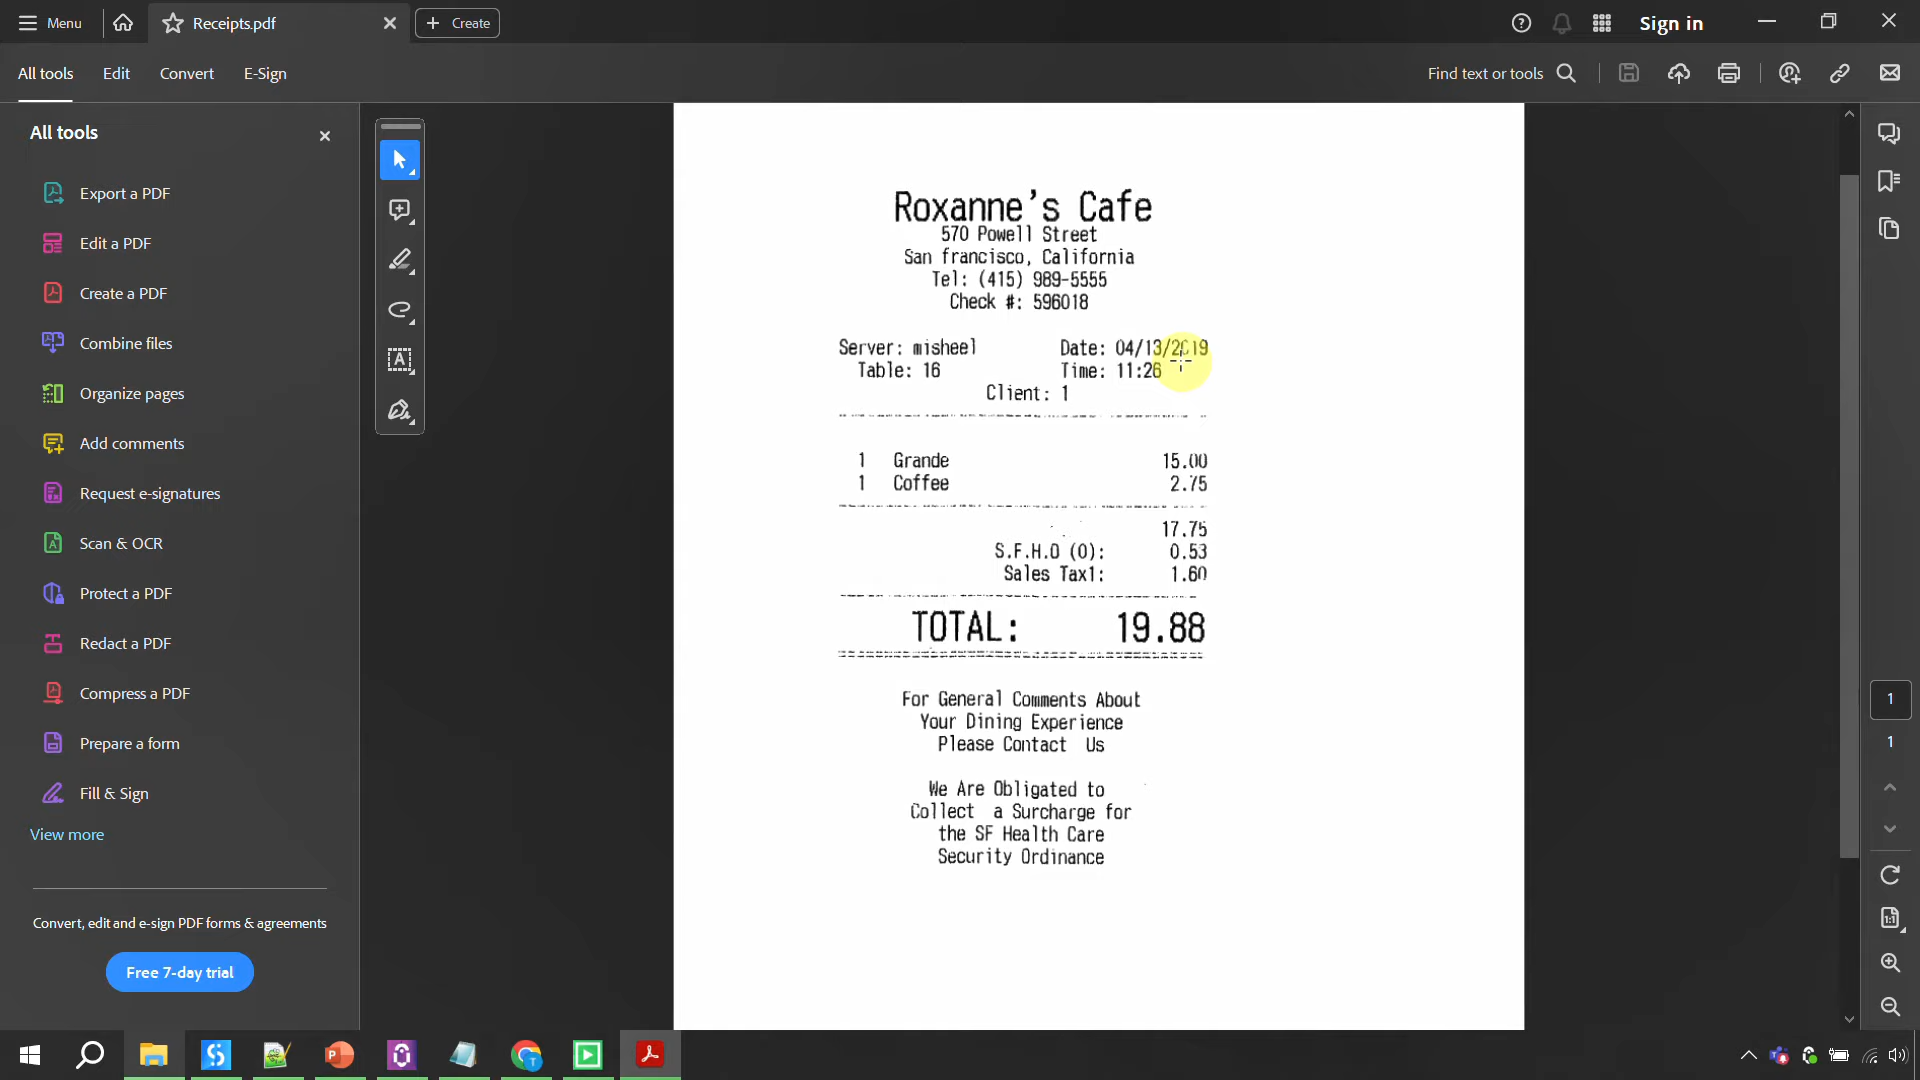 Menu
Receipts.pdf
Create
Sign in
All tools Edit Convert E-Sign
Find text or tools
All tools
Export a PDF
Edit a PDF
Create a PDF
Combine files
Organize pages
Add comments
Request e-signatures
Scan & OCR
Protect a PDF
Redact a PDF
Compress a PDF
Prepare a form
Fill & Sign
View more
Convert, edit and e-sign PDF forms & agreements
Free 7-day trial
Roxanne's Cafe
570 Powell Street
San francisco, California
Tel: (415) 989-5555
Check #: 596018
Server: misheel Date: 04/13/2019
Table: 16 Time: 11:26
Client: 1
1 Grande 15.00
1 Coffee 2.75
17.75
S.F.H.O (O): 0.53
Sales Tax1: 1.60
TOTAL: 19.88
For General Comments About
Your Dining Experience
Please Contact Us
We Are Obligated to
Collect a Surcharge for
the SF Health Care
Security Ordinance
1
1